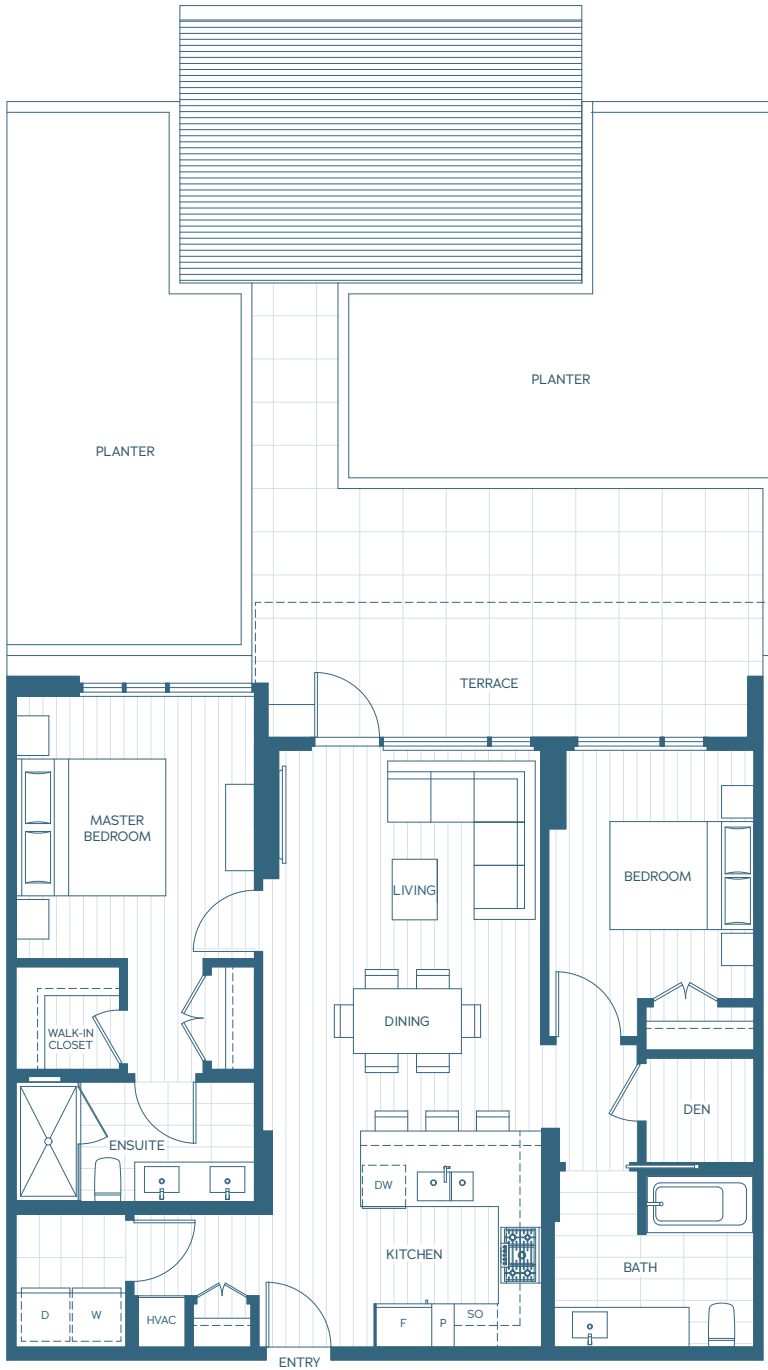 PLANTER
PLANTER
TERRACE
MASTER
BEDROOM
LIVING
BEDROOM
WALK-IN
CLOSET
DINING
DEN
ENSUITE
DW
KITCHEN
BATH
D
W
HVAC
F
P
SO
ENTRY